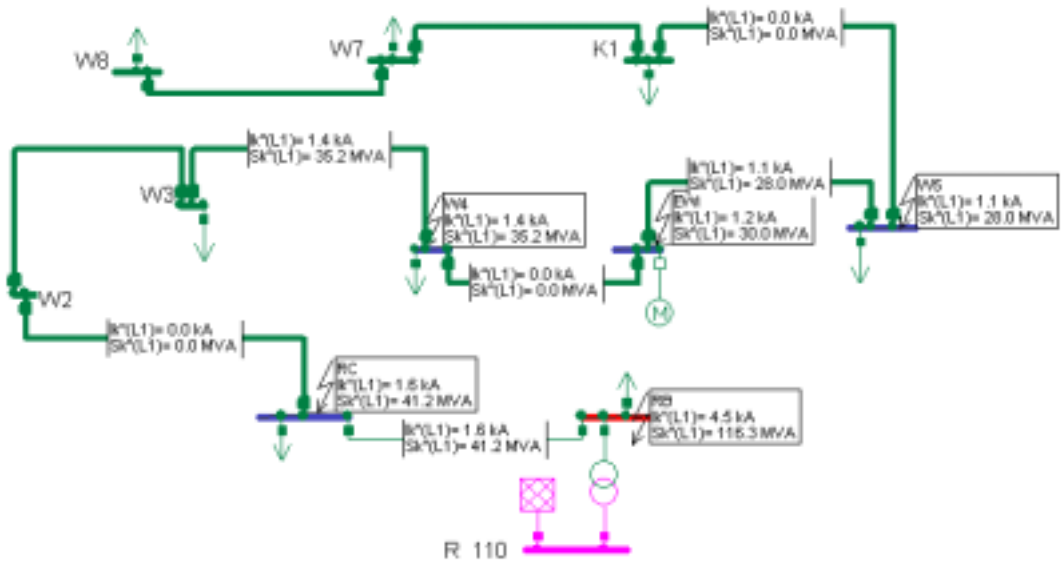 Ik"(L1)= 0.0 kA
Sk"(L1)= 0.0 MVA
W8
W7
K1
Ik"(L1)= 1.4 kA
Sk"(L1)= 35.2 MVA
Ik"(L1)= 1.1 kA
Sk"(L1)= 28.0 MVA
W3
W4
Ik"(L1)= 1.4 kA
Sk"(L1)= 35.2 MVA
Ik"(L1)= 1.2 kA
Sk"(L1)= 30.0 MVA
Ik"(L1)= 1.1 kA
Sk"(L1)= 28.0 MVA
Ik"(L1)= 0.0 kA
Sk"(L1)= 0.0 MVA
W2
M
Ik"(L1)= 0.0 kA
Sk"(L1)= 0.0 MVA
RC
Ik"(L1)= 1.6 kA
Sk"(L1)= 41.2 MVA
RB
Ik"(L1)= 4.5 kA
Sk"(L1)= 116.3 MVA
Ik"(L1)= 1.6 kA
Sk"(L1)= 41.2 MVA
R 110